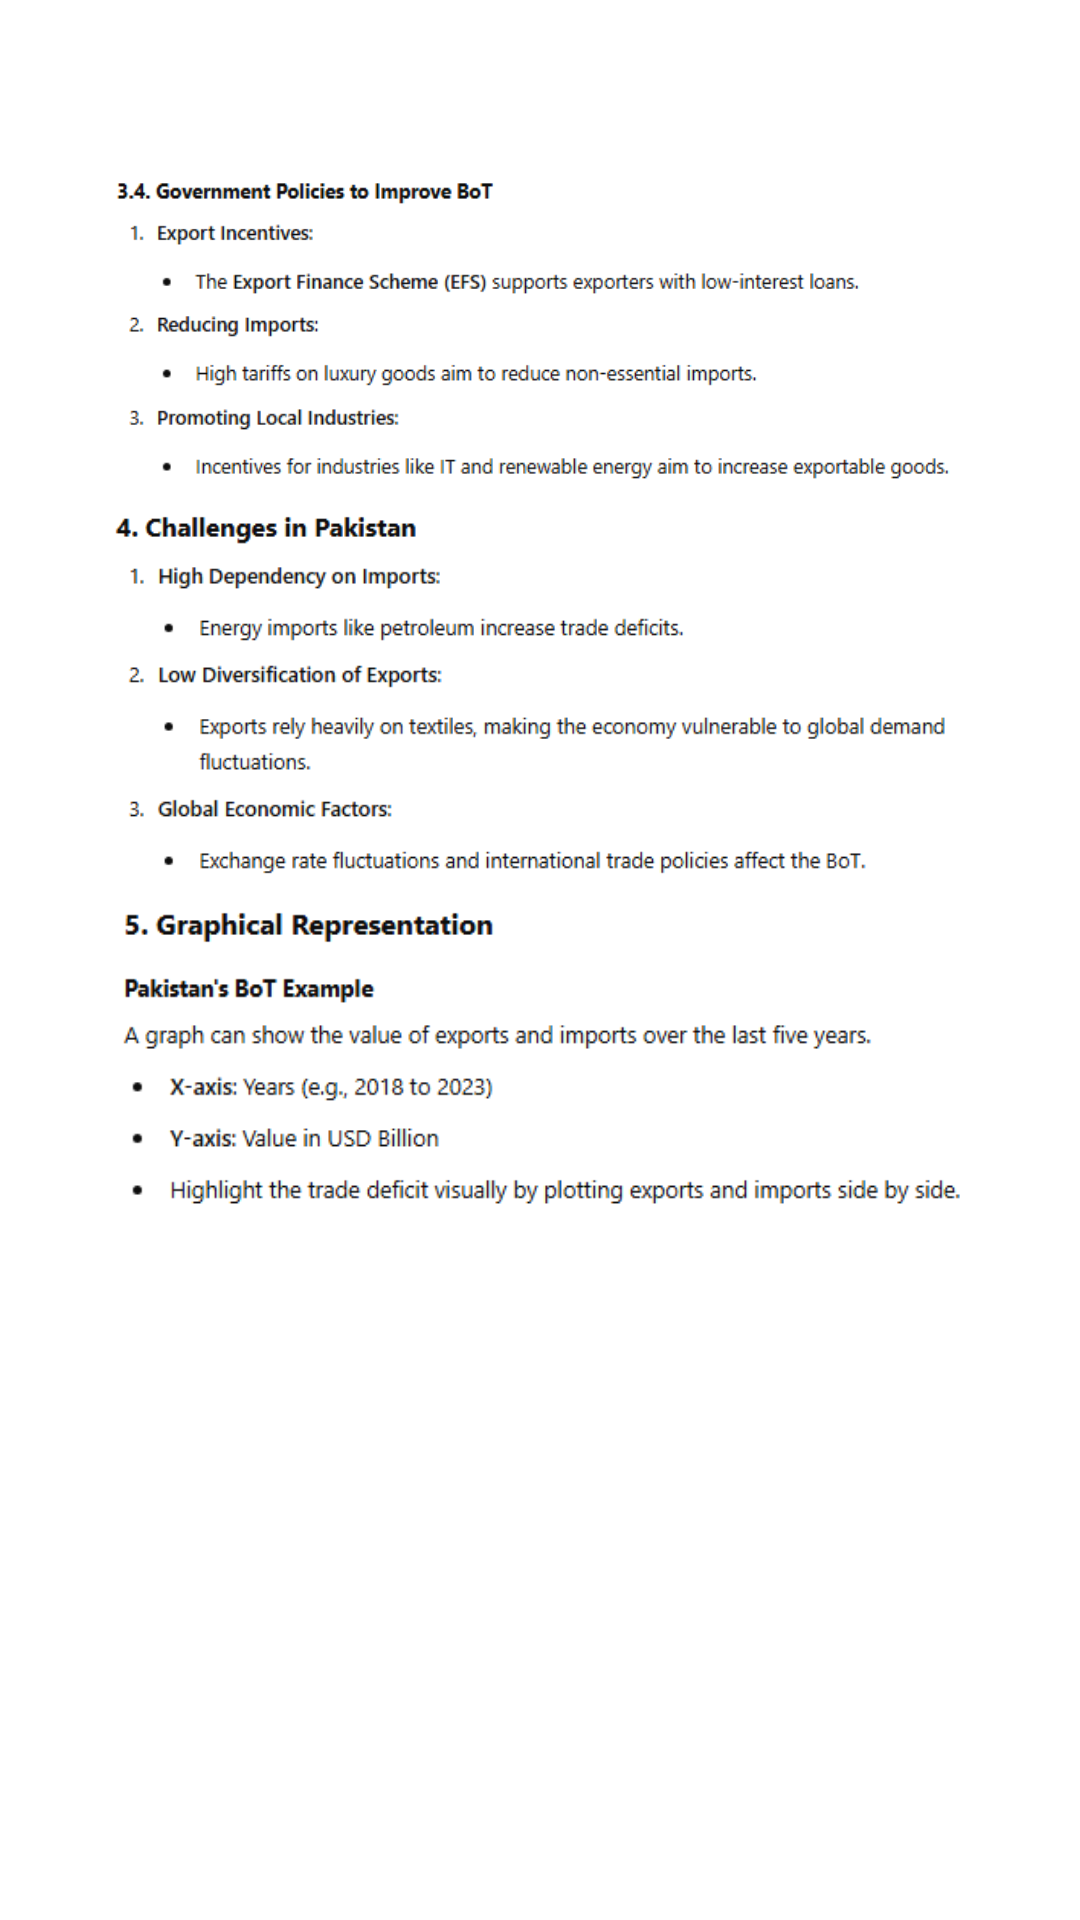 3.4. Government Policies to Improve BoT
1. Export Incentives:
• The Export Finance Scheme (EFS) supports exporters with low-interest loans.
2. Reducing Imports:
• High tariffs on luxury goods aim to reduce non-essential imports.
3. Promoting Local Industries:
• Incentives for industries like IT and renewable energy aim to increase exportable goods.
4. Challenges in Pakistan
1. High Dependency on Imports:
• Energy imports like petroleum increase trade deficits.
2. Low Diversification of Exports:
• Exports rely heavily on textiles, making the economy vulnerable to global demand
fluctuations.
3. Global Economic Factors:
• Exchange rate fluctuations and international trade policies affect the BoT.
5. Graphical Representation
Pakistan's BoT Example
A graph can show the value of exports and imports over the last five years.
• X-axis: Years (e.g., 2018 to 2023)
• Y-axis: Value in USD Billion
• Highlight the trade deficit visually by plotting exports and imports side by side.